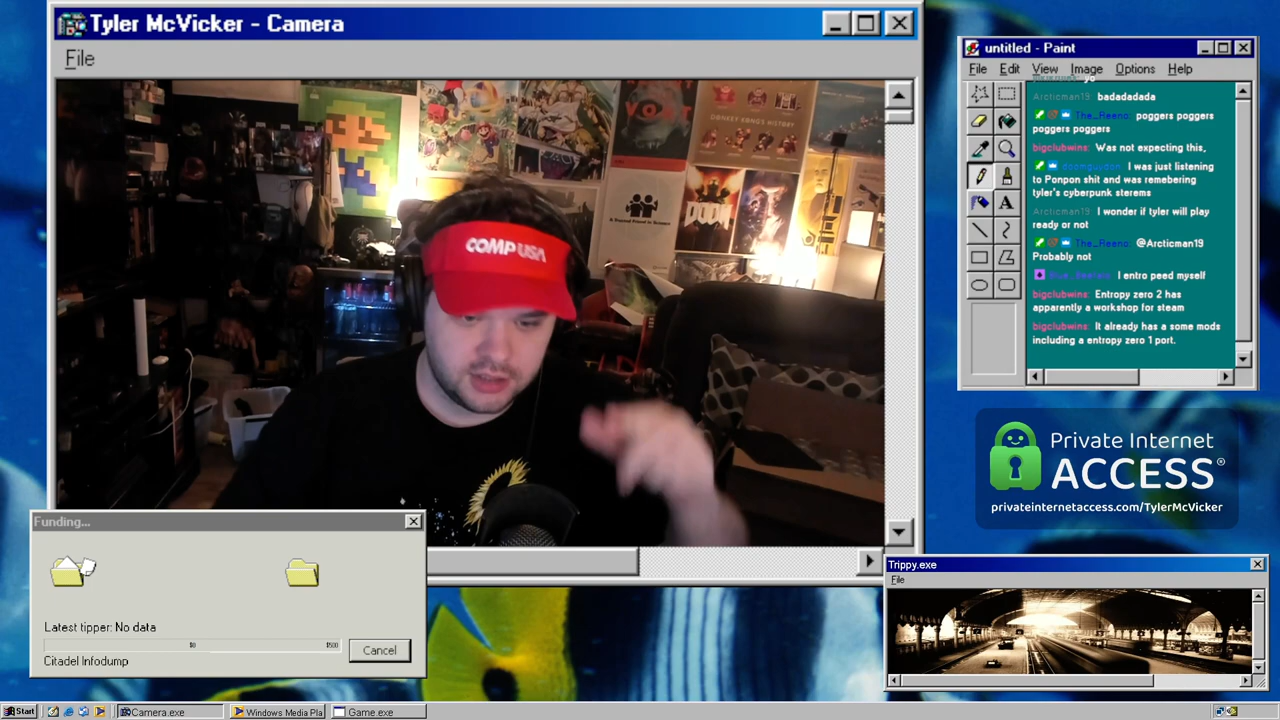 Tyler McVicker - Camera
File
COMP USA
DONKEY KONG'S HISTORY
DOOM
untitled - Paint
File Edit View Image Options Help
Arcticman19 badadadada
The_Reeno: poggers poggers
poggers poggers
bigclubwins: Was not expecting this,
I was just listening
to Ponpon shit and was remebering
tyler's cyberpunk sterems
Arcticman19 I wonder if tyler will play
ready or not
The_Reeno: @Arcticman19
Probably not
I entro peed myself
bigclubwins: Entropy zero 2 has
apparently a workshop for steam
bigclubwins: It already has a some mods
including a entropy zero 1 port.
Private Internet
ACCESS®
privateinternetaccess.com/TylerMcVicker
Funding...
Latest tipper: No data
$0 $500
Citadel Infodump
Cancel
Trippy.exe
File
Start
Camera.exe
Windows Media Pla
Game.exe